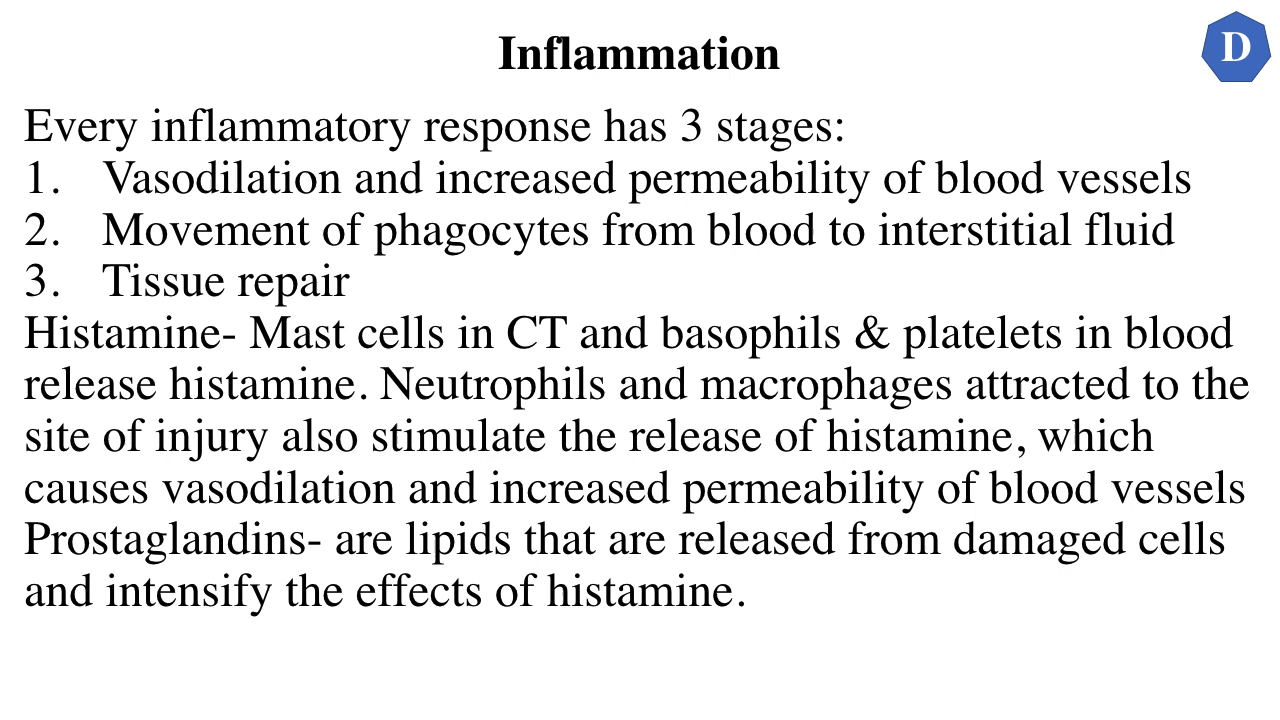 Inflammation
D
Every inflammatory response has 3 stages:
1. Vasodilation and increased permeability of blood vessels
2. Movement of phagocytes from blood to interstitial fluid
3. Tissue repair
Histamine- Mast cells in CT and basophils & platelets in blood
release histamine. Neutrophils and macrophages attracted to the
site of injury also stimulate the release of histamine, which
causes vasodilation and increased permeability of blood vessels
Prostaglandins- are lipids that are released from damaged cells
and intensify the effects of histamine.